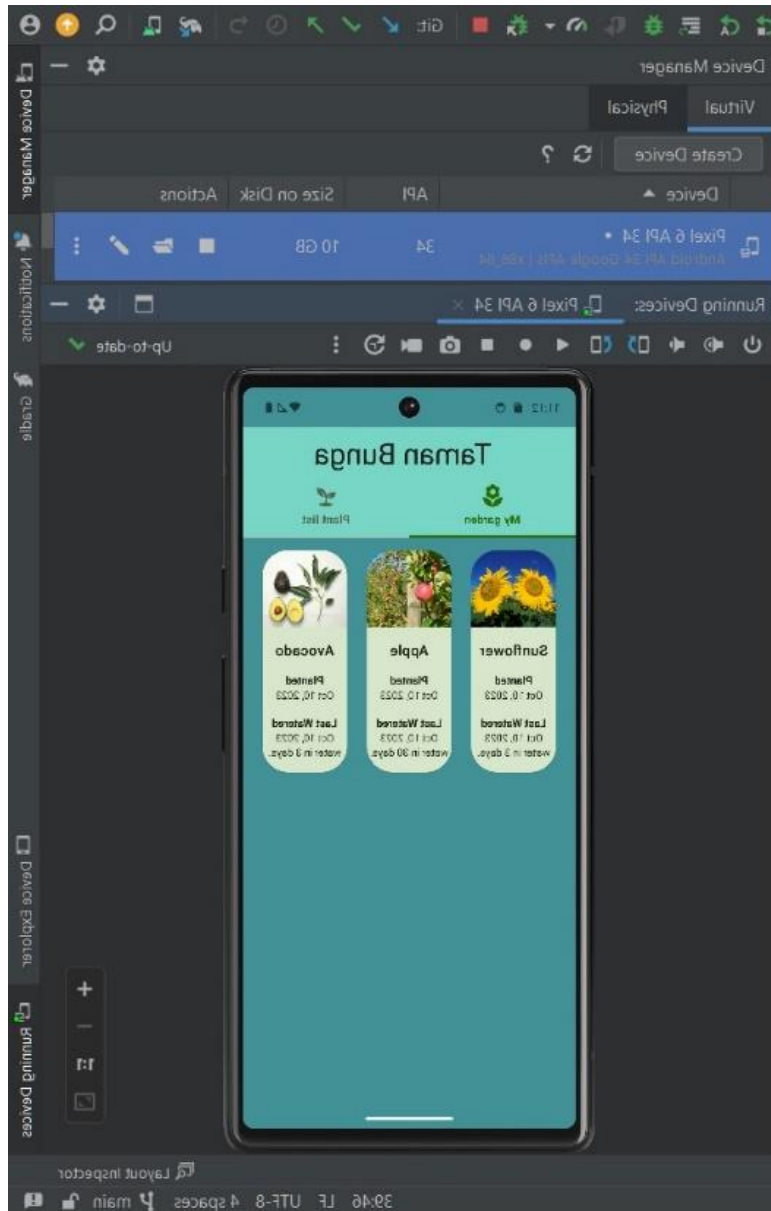 Git:
Device Manager
Virtual Physical
Create Device ?
Device API Size on Disk Actions
Pixel 6 API 34
Android API 34 Google APIs | x86_64
34 10 GB
Running Devices: Pixel 6 API 34
Up-to-date
11:12
Taman Bunga
My garden Plant list
Sunflower
Planted
Oct 10, 2023
Last Watered
Oct 10, 2023
water in 3 days.
Apple
Planted
Oct 10, 2023
Last Watered
Oct 10, 2023
water in 30 days
Avocado
Planted
Oct 10, 2023
Last Watered
Oct 10, 2023
water in 3 days.
1:1
Device Manager
Notifications
Gradle
Device Explorer
Running Devices
Layout Inspector
39:46 LF UTF-8 4 spaces main